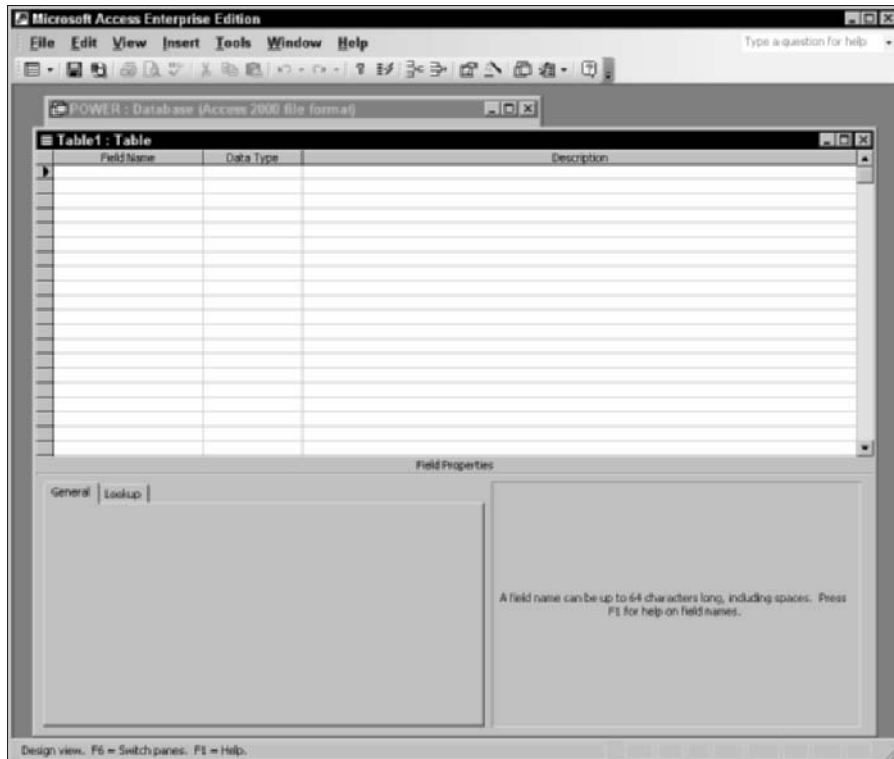 Microsoft Access Enterprise Edition
File Edit View Insert Tools Window Help
Type a question for help
POWER : Database (Access 2000 file format)
Table1 : Table
Field Name Data Type Description
Field Properties
General Lookup
A field name can be up to 64 characters long, including spaces. Press
F1 for help on field names.
Design view. F6 = Switch panes. F1 = Help.